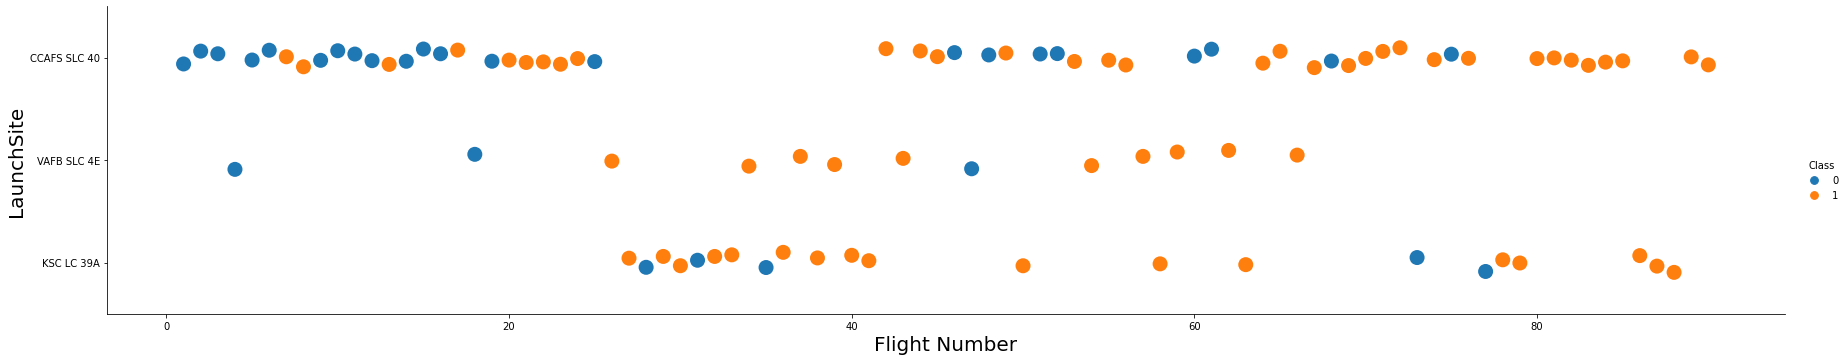 LaunchSite
CCAFS SLC 40
VAFB SLC 4E
KSC LC 39A
0 20 40 60 80
Flight Number
Class
0
1